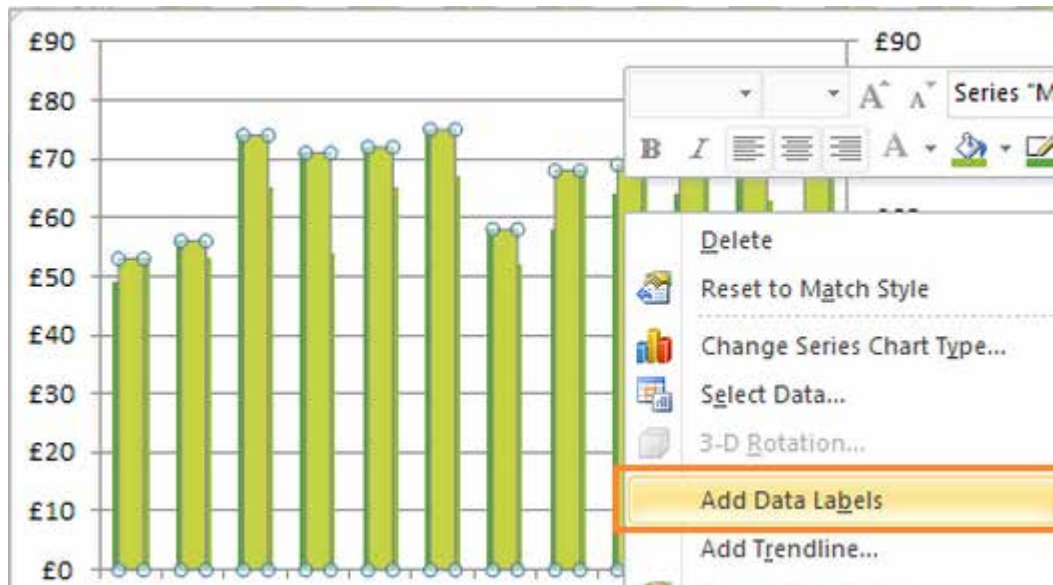 £90
£80
£70
£60
£50
£40
£30
£20
£10
£0
£90
A A Series "M
B I A
Delete
Reset to Match Style
Change Series Chart Type...
Select Data...
3-D Rotation...
Add Data Labels
Add Trendline...